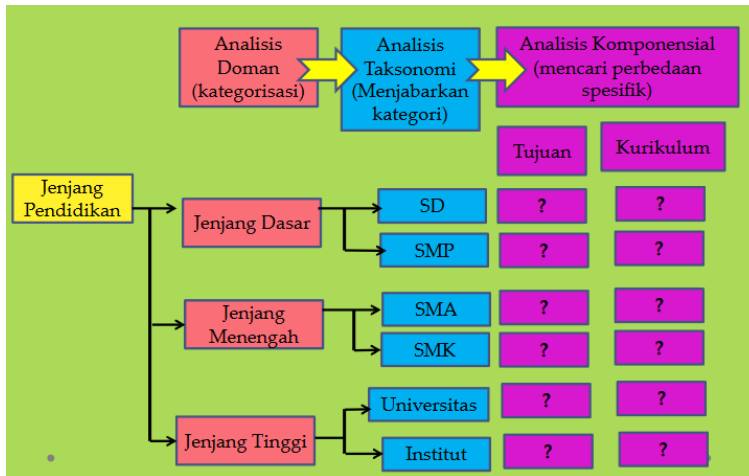 Analisis
Doman
(kategorisasi)
Analisis
Taksonomi
(Menjabarkan
kategori)
Analisis Komponensial
(mencari perbedaan
spesifik)
Tujuan
Kurikulum
Jenjang
Pendidikan
Jenjang Dasar
SD
?
?
SMP
?
?
Jenjang
Menengah
SMA
?
?
SMK
?
?
Jenjang Tinggi
Universitas
?
?
Institut
?
?